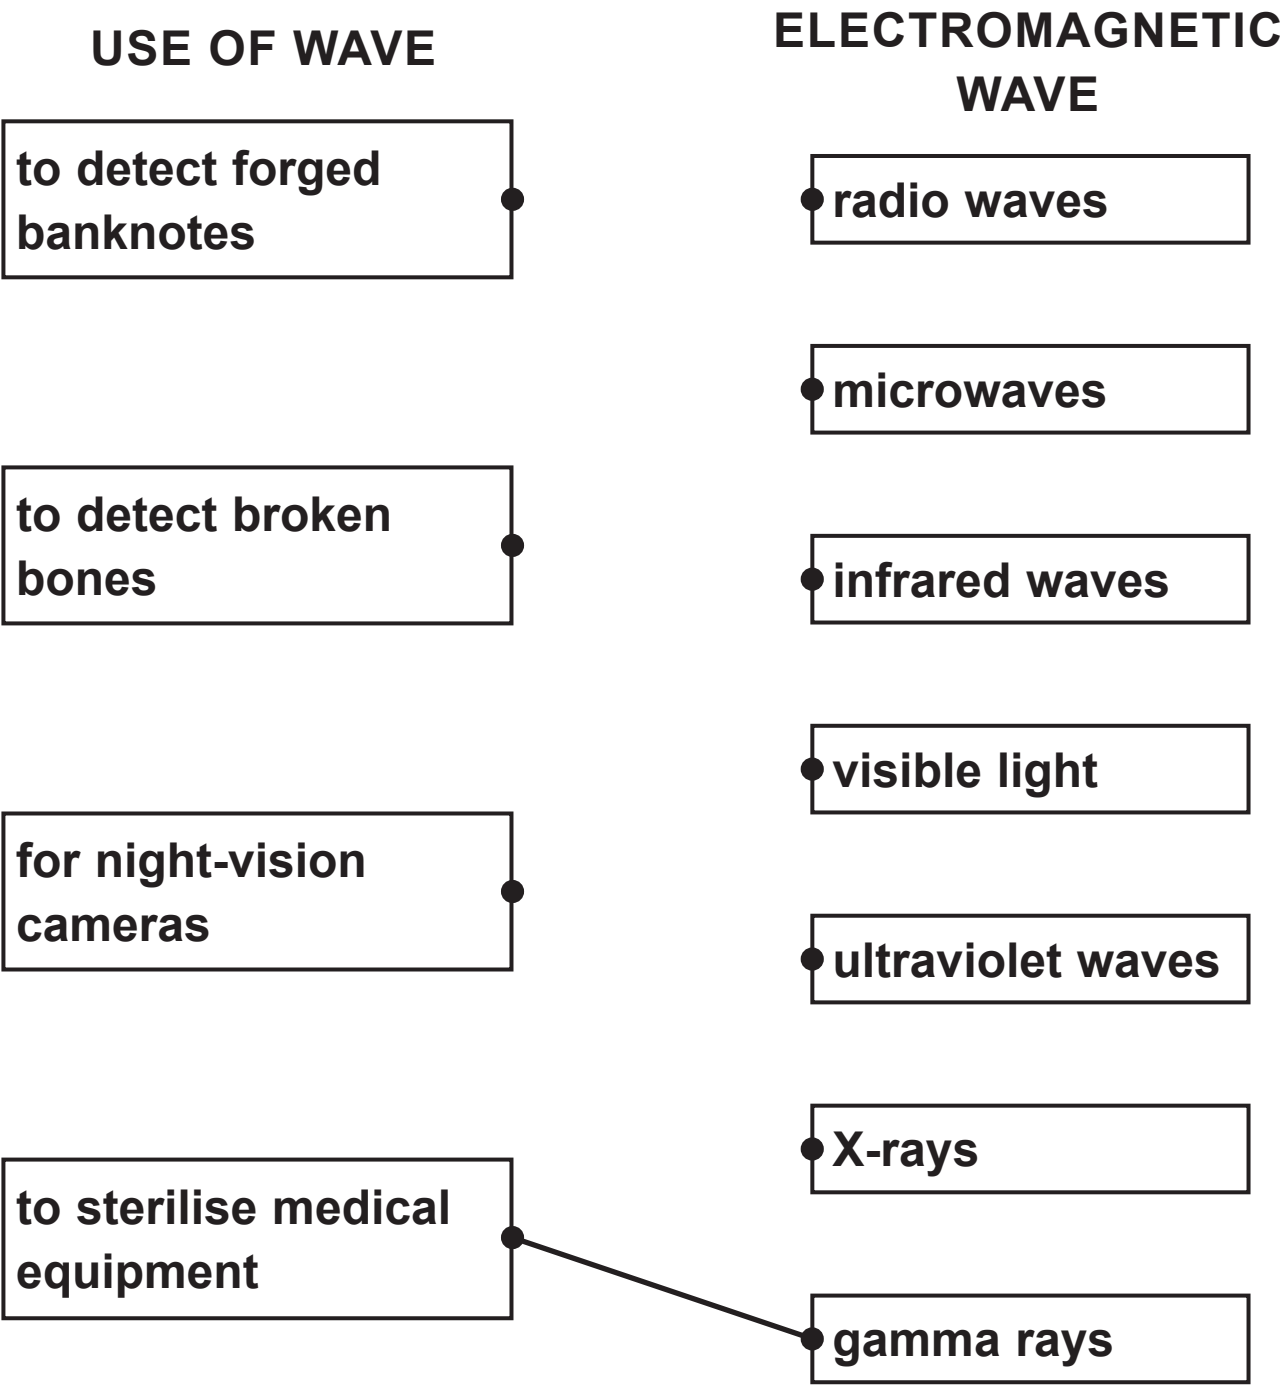 USE OF WAVE
to detect forged
banknotes
to detect broken
bones
for night-vision
cameras
to sterilise medical
equipment
ELECTROMAGNETIC
WAVE
radio waves
microwaves
infrared waves
visible light
ultraviolet waves
X-rays
gamma rays